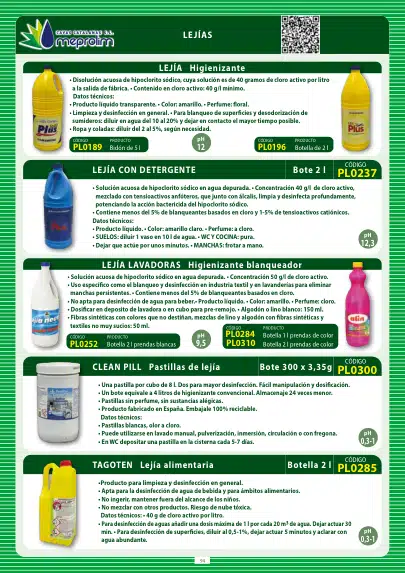 CUYAS CATALANAS S.L.
meprolim
LEJÍAS
LEJÍA Higienizante
• Disolución acuosa de hipoclorito sódico, cuya solución es de 40 gramos de cloro activo por litro
a la salida de fábrica. • Contenido en cloro activo: 40 g/l mínimo.
Datos técnicos:
• Producto líquido transparente. • Color: amarillo. • Perfume: floral.
• Limpieza y desinfección en general. • Para blanqueo de superficies y desodorización de
sumideros: diluir en agua del 10 al 20% y dejar en contacto el mayor tiempo posible.
• Ropa y coladas: diluir del 2 al 5%, según necesidad.
CÓDIGO PRODUCTO
PL0189 Bidón de 5 l
pH
12
CÓDIGO PRODUCTO
PL0196 Botella de 2 l
LEJÍA CON DETERGENTE Bote 2 l
CÓDIGO
PL0237
• Solución acuosa de hipoclorito sódico en agua depurada. • Concentración 40 g/l de cloro activo,
mezclado con tensioactivos anfóteros, que junto con álcalis, limpia y desinfecta profundamente,
potenciando la acción bactericida del hipoclorito sódico.
• Contiene menos del 5% de blanqueantes basados en cloro y 1-5% de tensioactivos catiónicos.
Datos técnicos:
• Producto líquido. • Color: amarillo claro. • Perfume: a cloro.
• SUELOS: diluir 1 vaso en 10 l de agua. • WC Y COCINA: pura.
• Dejar que actúe por unos minutos. • MANCHAS: frotar a mano.
pH
12,3
LEJÍA LAVADORAS Higienizante blanqueador
• Solución acuosa de hipoclorito sódico en agua depurada. • Concentración 50 g/l de cloro activo.
• Uso específico como el blanqueo y desinfección en industria textil y en lavanderías para eliminar
manchas persistentes. • Contiene menos del 5% de blanqueantes basados en cloro.
• No apta para desinfección de agua para beber.• Producto líquido. • Color: amarillo. • Perfume: cloro.
• Dosificar en deposito de lavadora o en cubo para pre-remojo. • Algodón o lino blanco: 150 ml.
• Fibras sintéticas con colores que no destiñan, mezclas de lino y algodón con fibras sintéticas y
textiles no muy sucios: 50 ml.
CÓDIGO PRODUCTO
PL0252 Botella 2 l prendas blancas
pH
9,5
CÓDIGO PRODUCTO
PL0284 Botella 1 l prendas de color
PL0310 Botella 2 l prendas de color
CLEAN PILL Pastillas de lejía Bote 300 x 3,35g
CÓDIGO
PL0300
• Una pastilla por cubo de 8 l. Dos para mayor desinfección. Fácil manipulación y dosificación.
• Un bote equivale a 4 litros de higienizante convencional. Almacenaje 24 veces menor.
• Pastillas sin perfume, sin sustancias alérgicas.
• Producto fabricado en España. Embalaje 100% reciclable.
Datos técnicos:
• Pastillas blancas, olor a cloro.
• Puede utilizarse en lavado manual, pulverización, inmersión, circulación o con fregona.
• En WC depositar una pastilla en la cisterna cada 5-7 días.
pH
0,3-1
TAGOTEN Lejía alimentaria Botella 2 l
CÓDIGO
PL0285
•Producto para limpieza y desinfección en general.
• Apta para la desinfección de agua de bebida y para ámbitos alimentarios.
• No ingerir, mantener fuera del alcance de los niños.
• No mezclar con otros productos. Riesgo de nube tóxica.
Datos técnicos: • 40 g de cloro activo por litro.
• Para desinfección de aguas añadir una dosis máxima de 1 l por cada 20 m³ de agua. Dejar actuar 30
min. • Para desinfección de superficies, diluir al 0,5-1%, dejar actuar 5 minutos y aclarar con
agua abundante.
pH
0,3-1